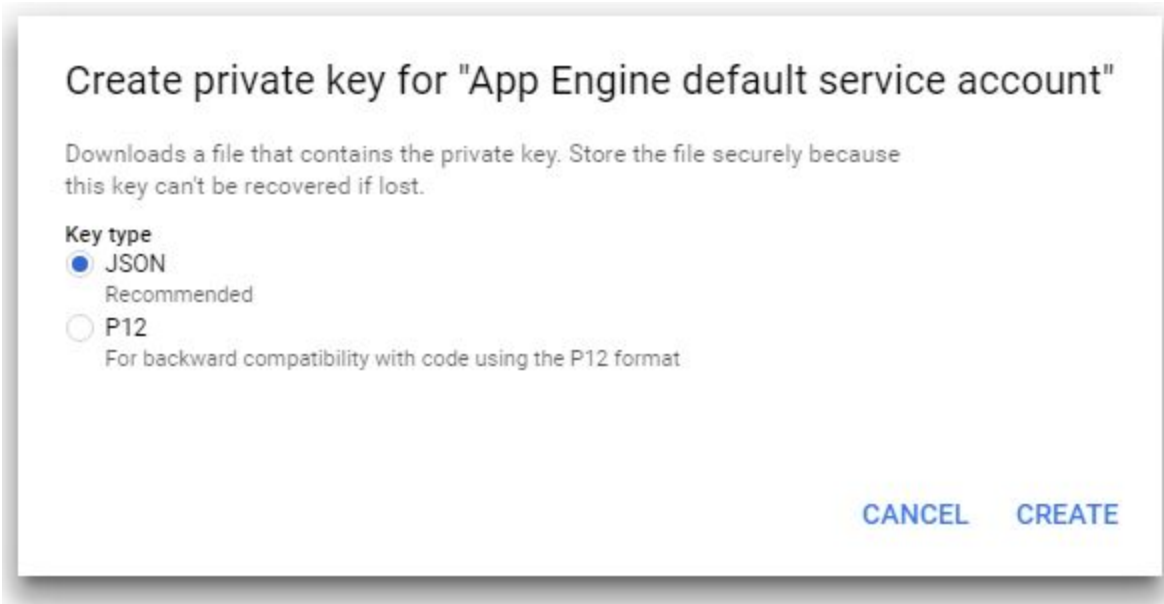 Create private key for "App Engine default service account"
Downloads a file that contains the private key. Store the file securely because
this key can't be recovered if lost.
Key type
JSON
Recommended
P12
For backward compatibility with code using the P12 format
CANCEL CREATE